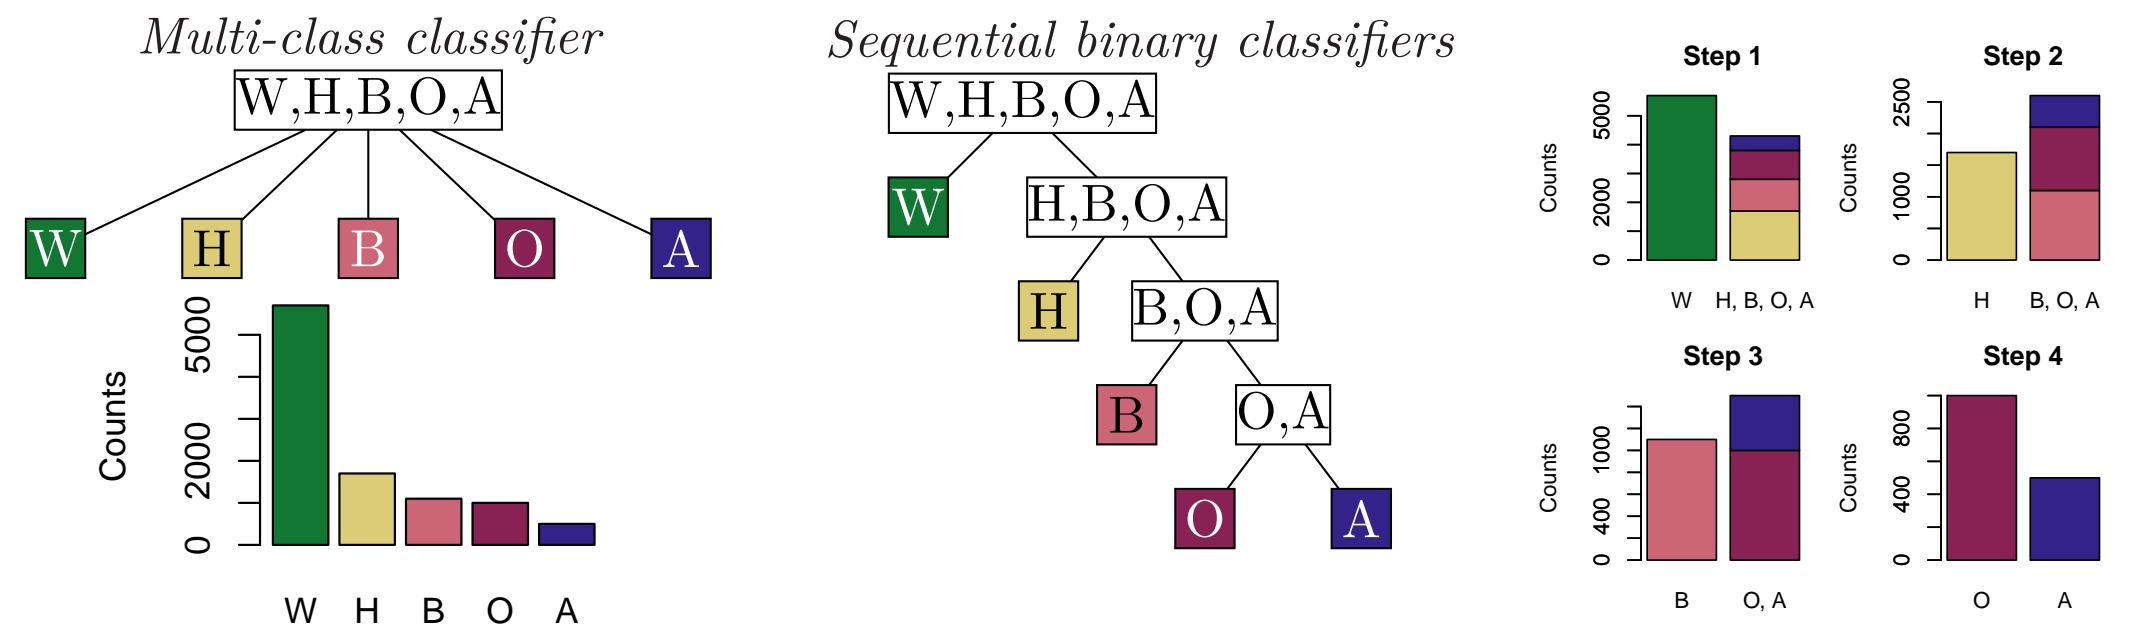 Multi-class classifier
W,H,B,O,A
W H B O A
Counts
5000
2000
0
W H B O A
Sequential binary classifiers
W,H,B,O,A
W H,B,O,A
H B,O,A
B O,A
O A
Step 1
Counts
5000
2000
0
W H, B, O, A
Step 2
Counts
2500
1000
0
H B, O, A
Step 3
Counts
1000
400
0
B O, A
Step 4
Counts
800
400
0
O A